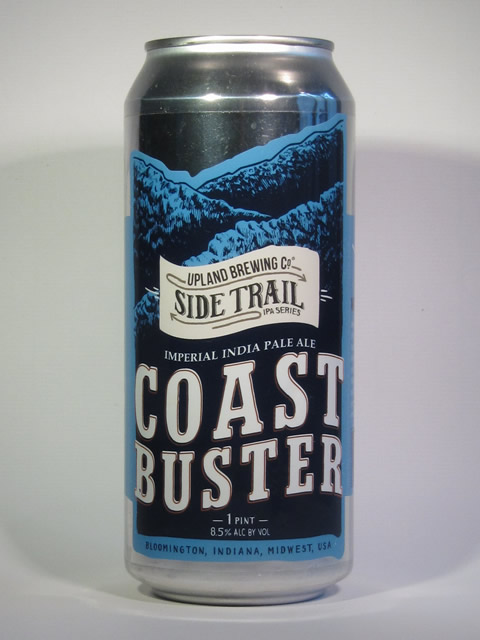 UPLAND BREWING Co.®
SIDE TRAIL
IPA SERIES
IMPERIAL INDIA PALE ALE
COAST
BUSTER
— 1 PINT —
8.5% ALC BY VOL
BLOOMINGTON, INDIANA, MIDWEST, USA